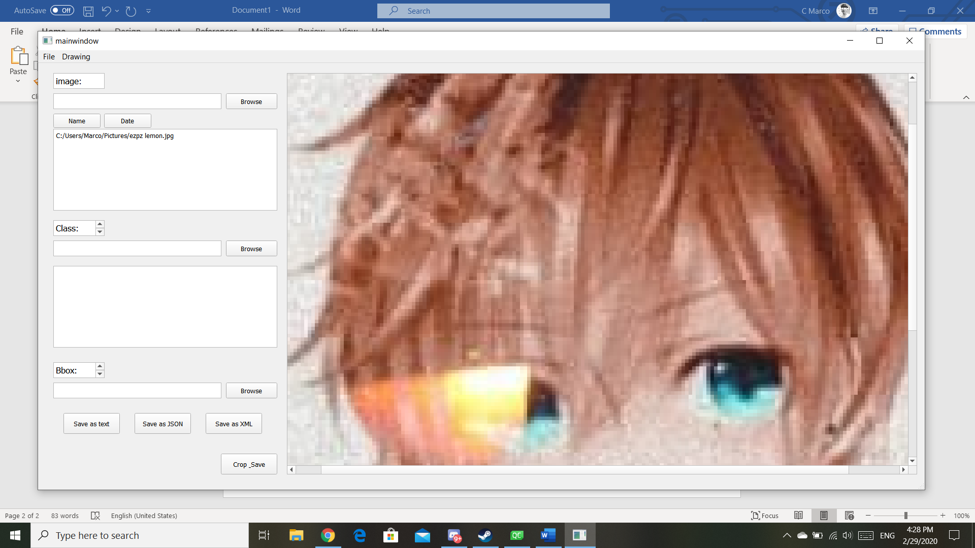 AutoSave Off Document1 - Word Search C Marco
File Home Insert Design Layout References Mailings Review View Help Share Comments
mainwindow
File Drawing
Paste
image:
Browse
Name Date
C:/Users/Marco/Pictures/ezpz lemon.jpg
Class:
Browse
Bbox:
Browse
Save as text Save as JSON Save as XML
Crop _Save
Page 2 of 2 83 words English (United States) Focus 100%
Type here to search
ENG
4:28 PM
2/29/2020